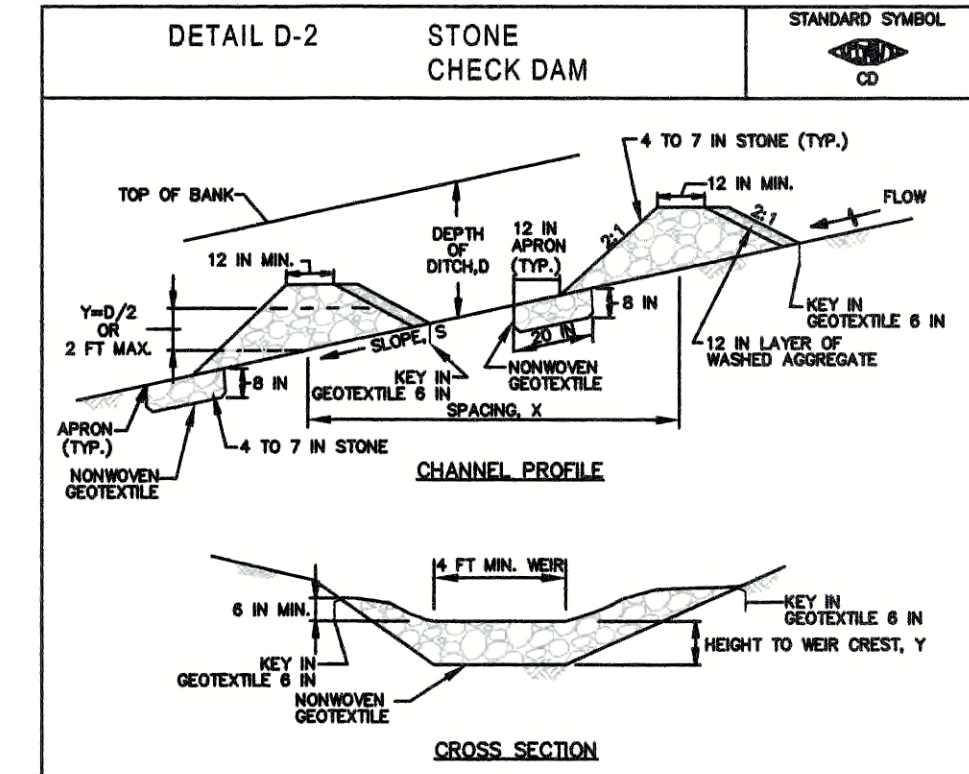 DETAIL D-2
STONE
CHECK DAM
STANDARD SYMBOL
CD
4 TO 7 IN STONE (TYP.)
TOP OF BANK
12 IN MIN.
FLOW
2:1
2:1
DEPTH
OF
DITCH,D
12 IN
APRON
(TYP.)
12 IN MIN.
Y=D/2
OR
2 FT MAX.
8 IN
KEY IN
GEOTEXTILE 6 IN
20 IN
SLOPE, S
12 IN LAYER OF
WASHED AGGREGATE
NONWOVEN
GEOTEXTILE
8 IN
KEY IN
GEOTEXTILE 6 IN
SPACING, X
APRON
(TYP.)
4 TO 7 IN STONE
NONWOVEN
GEOTEXTILE
CHANNEL PROFILE
4 FT MIN. WEIR
6 IN MIN.
KEY IN
GEOTEXTILE 6 IN
HEIGHT TO WEIR CREST, Y
KEY IN
GEOTEXTILE 6 IN
NONWOVEN
GEOTEXTILE
CROSS SECTION